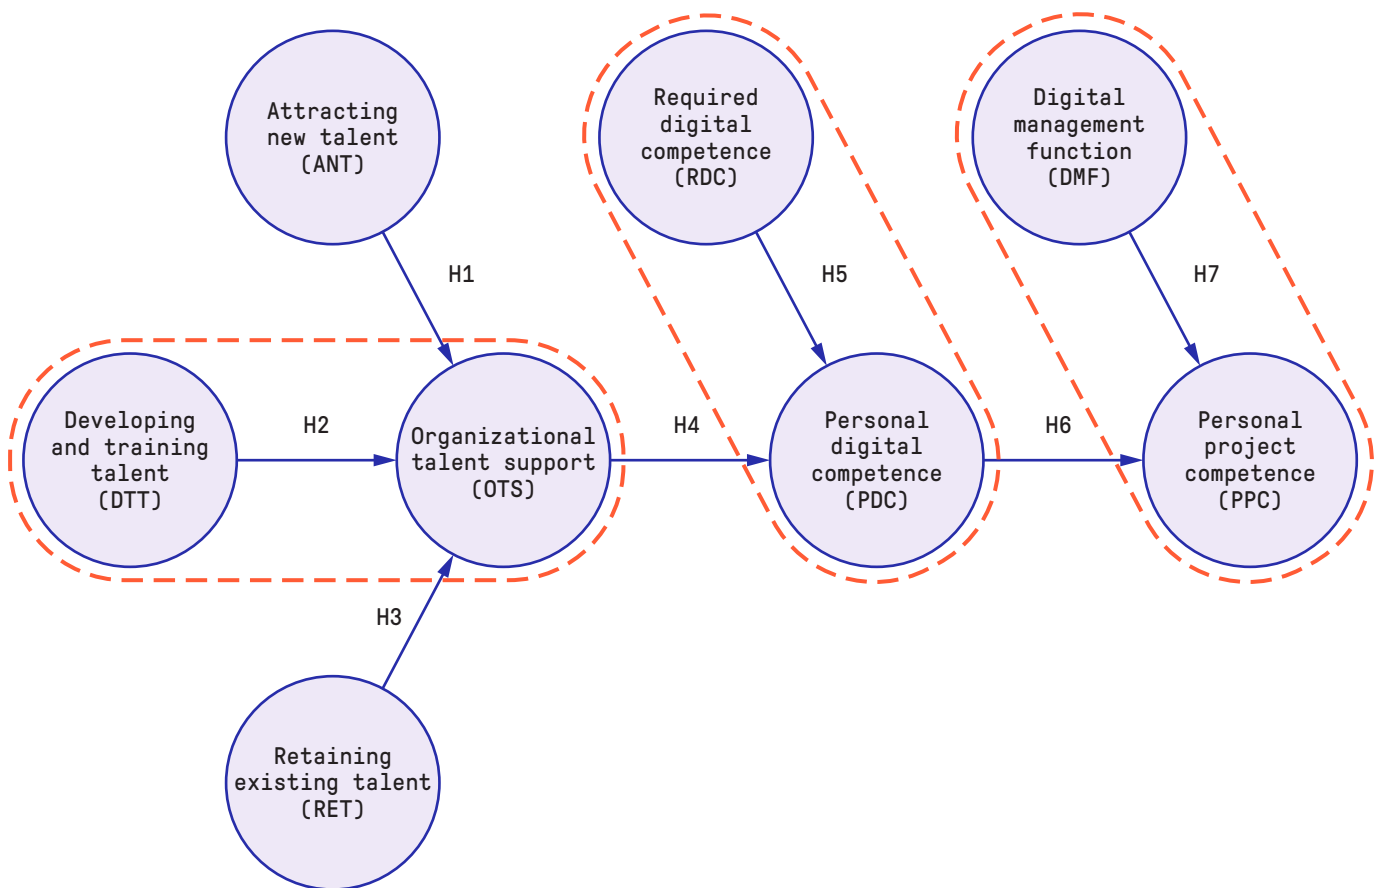 Attracting
new talent
(ANT)
Required
digital
competence
(RDC)
Digital
management
function
(DMF)
H1
H5
H7
Developing
and training
talent
(DTT)
H2
Organizational
talent support
(OTS)
H4
Personal
digital
competence
(PDC)
H6
Personal
project
competence
(PPC)
H3
Retaining
existing talent
(RET)